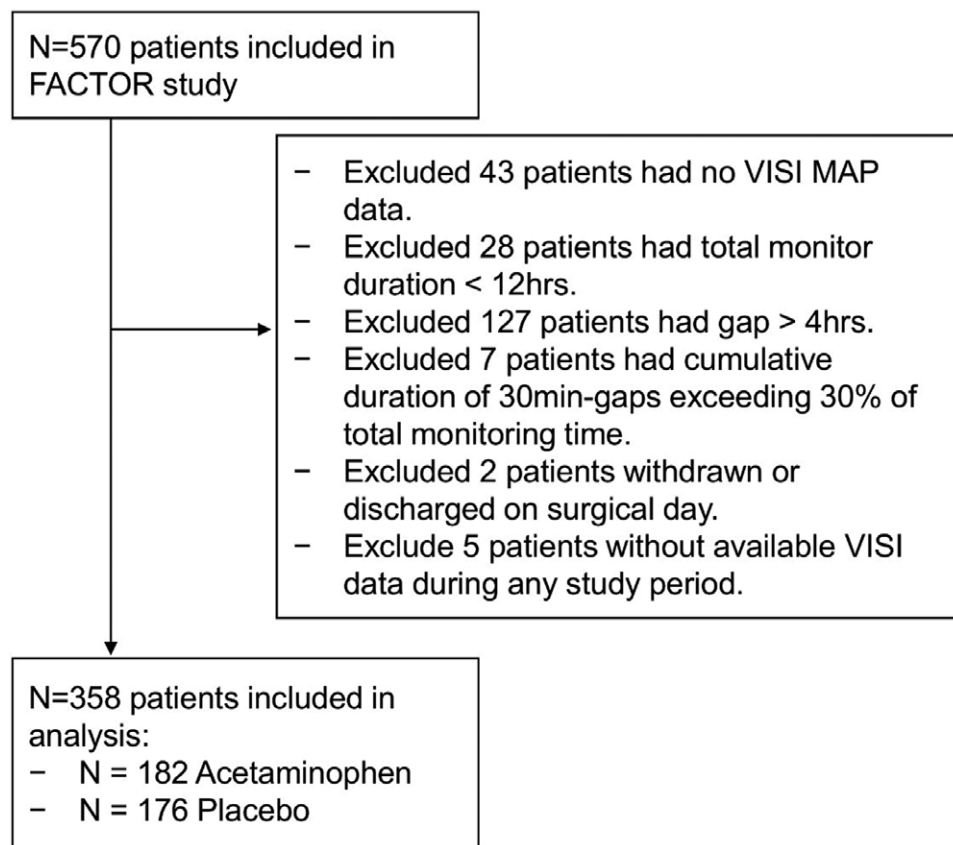 N=570 patients included in
FACTOR study
− Excluded 43 patients had no VISI MAP
data.
− Excluded 28 patients had total monitor
duration < 12hrs.
− Excluded 127 patients had gap > 4hrs.
− Excluded 7 patients had cumulative
duration of 30min-gaps exceeding 30% of
total monitoring time.
− Excluded 2 patients withdrawn or
discharged on surgical day.
− Exclude 5 patients without available VISI
data during any study period.
N=358 patients included in
analysis:
− N = 182 Acetaminophen
− N = 176 Placebo